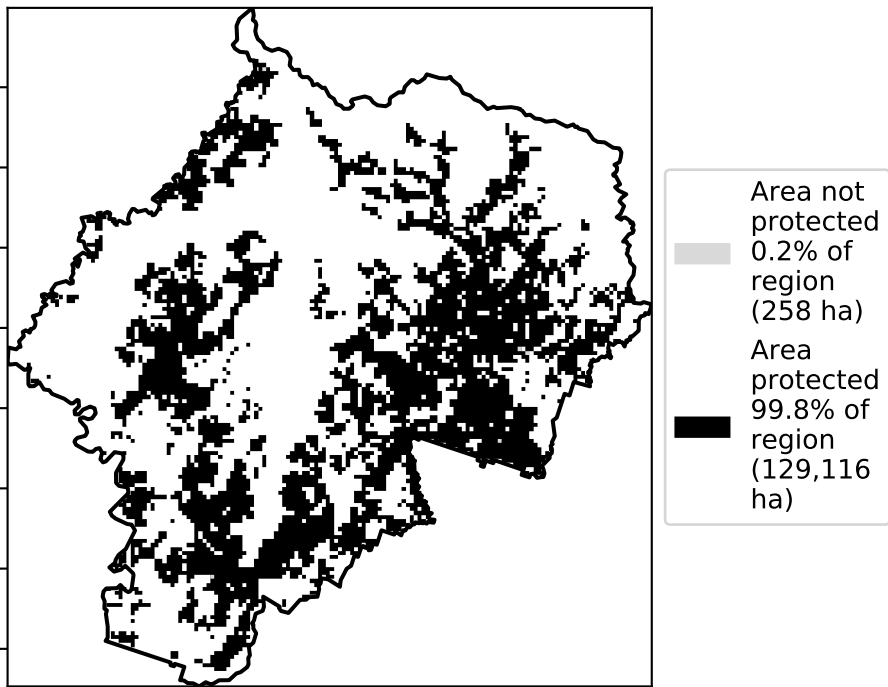 Area not
protected
0.2% of
region
(258 ha)
Area
protected
99.8% of
region
(129,116
ha)